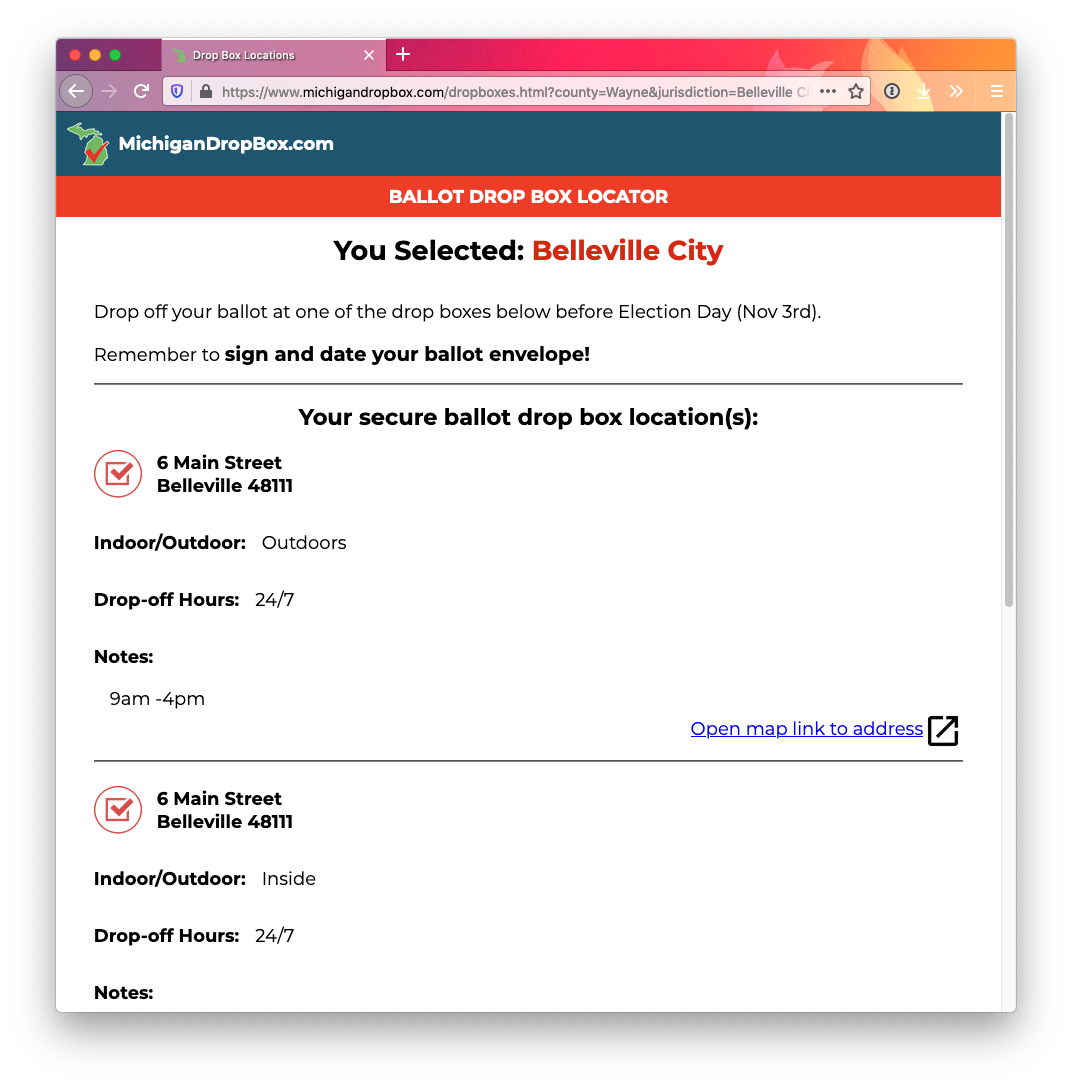 Drop Box Locations
https://www.michigandropbox.com/dropboxes.html?county=Wayne&jurisdiction=Belleville
MichiganDropBox.com
BALLOT DROP BOX LOCATOR
You Selected: Belleville City
Drop off your ballot at one of the drop boxes below before Election Day (Nov 3rd).
Remember to sign and date your ballot envelope!
Your secure ballot drop box location(s):
6 Main Street
Belleville 48111
Indoor/Outdoor: Outdoors
Drop-off Hours: 24/7
Notes:
9am -4pm
Open map link to address
6 Main Street
Belleville 48111
Indoor/Outdoor: Inside
Drop-off Hours: 24/7
Notes: